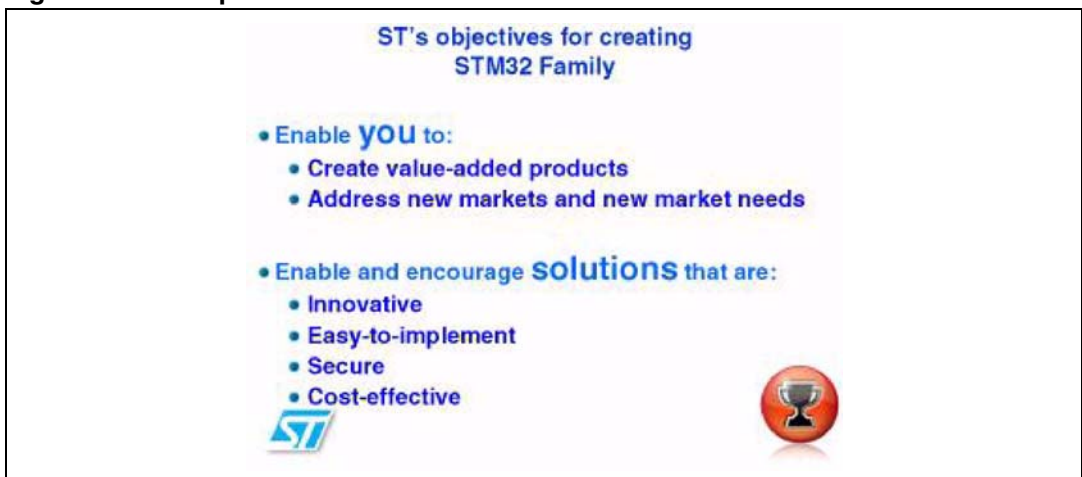 ST's objectives for creating
STM32 Family
• Enable you to:
• Create value-added products
• Address new markets and new market needs
• Enable and encourage solutions that are:
• Innovative
• Easy-to-implement
• Secure
• Cost-effective
ST